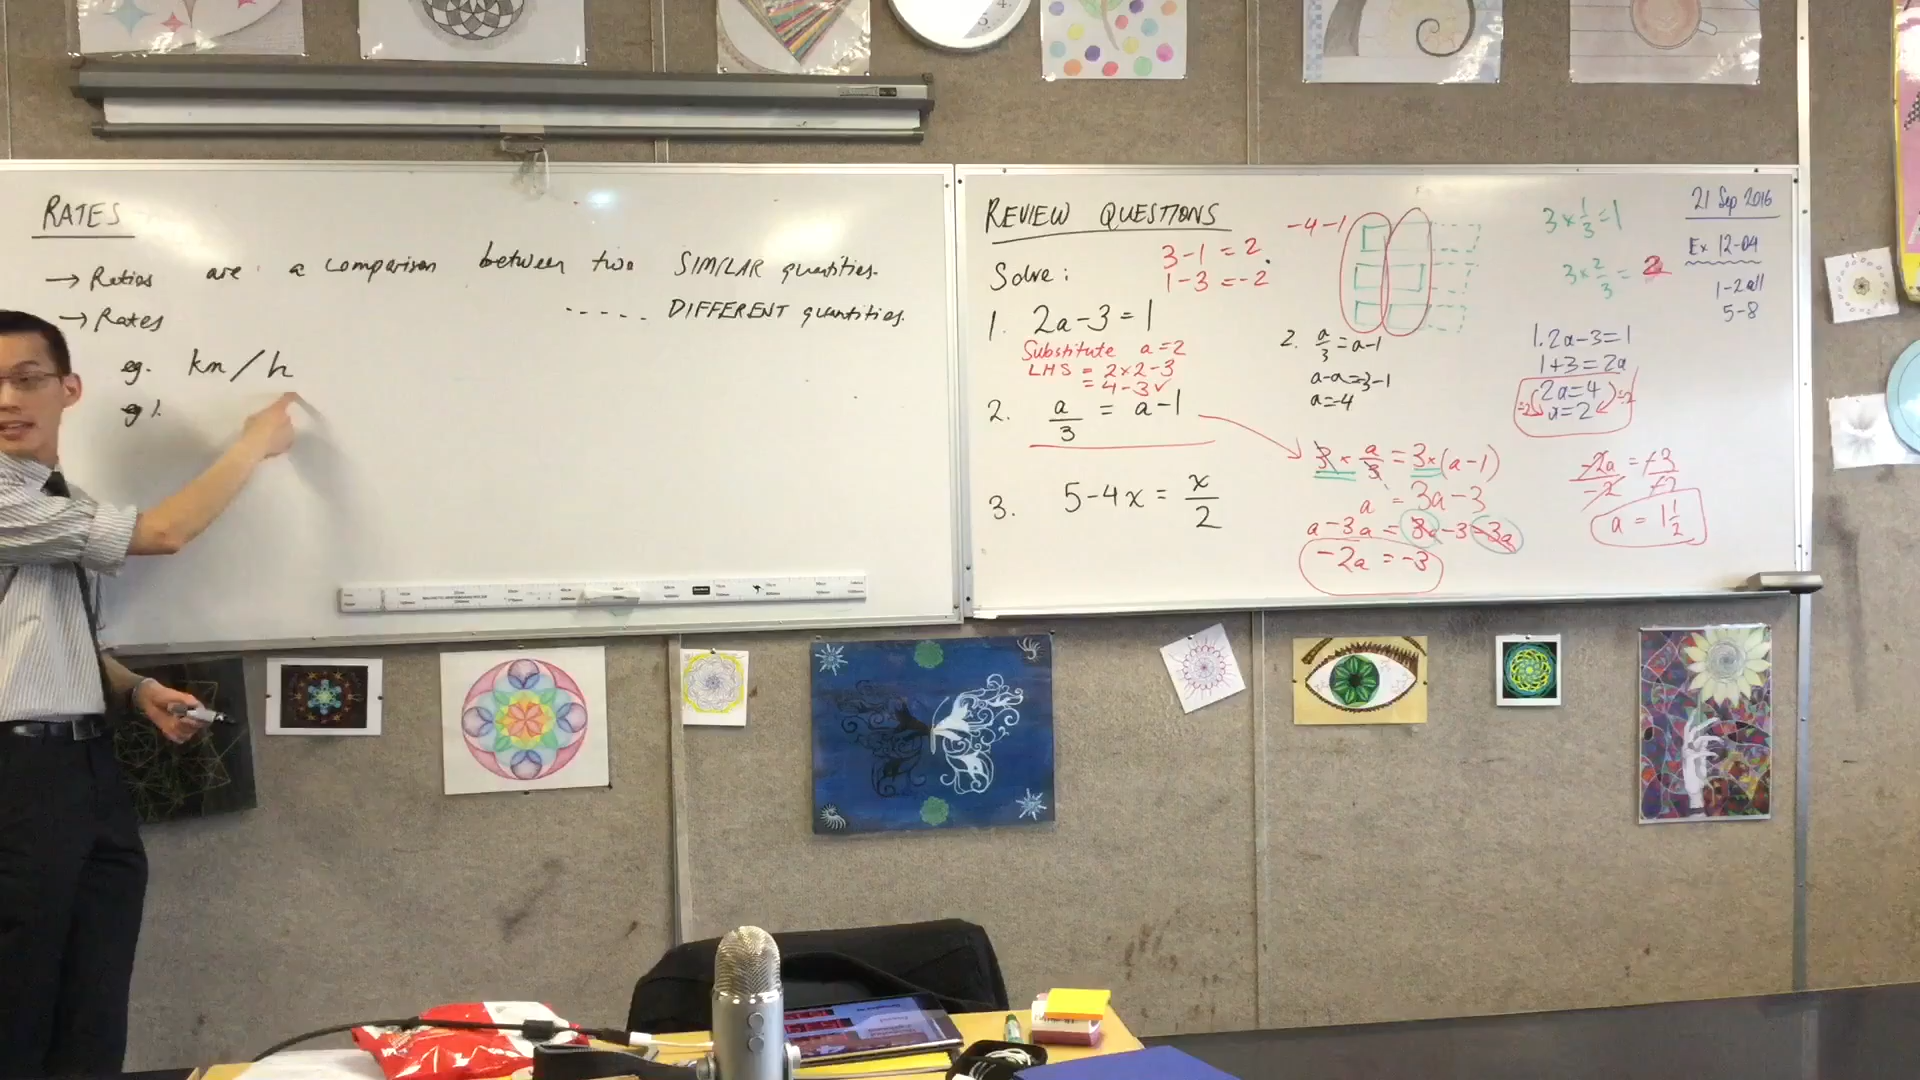 RATES
→ Ratios are a comparison between two SIMILAR quantities.
→ Rates ----- DIFFERENT quantities.
eg. km/h
eg 1.
REVIEW QUESTIONS
Solve:
3-1=2.
1-3=-2
1. 2a-3=1
Substitute a=2
LHS = 2×2-3
= 4-3✓
2. a/3 = a-1
3. 5-4x = x/2
-4-1
2. a/3=a-1
a-a=3-1
a=-4
3 × a/3 = 3×(a-1)
a = 3a-3
a-3a = 3a-3-3a
-2a = -3
3×1/3=1
3×2/3=2
1. 2a-3=1
1+3=2a
2a=4
÷2 ÷2
a=2
-2a/-2 = -3/-2
a = 1 1/2
21 Sep 2016
Ex 12-04
1-2all
5-8